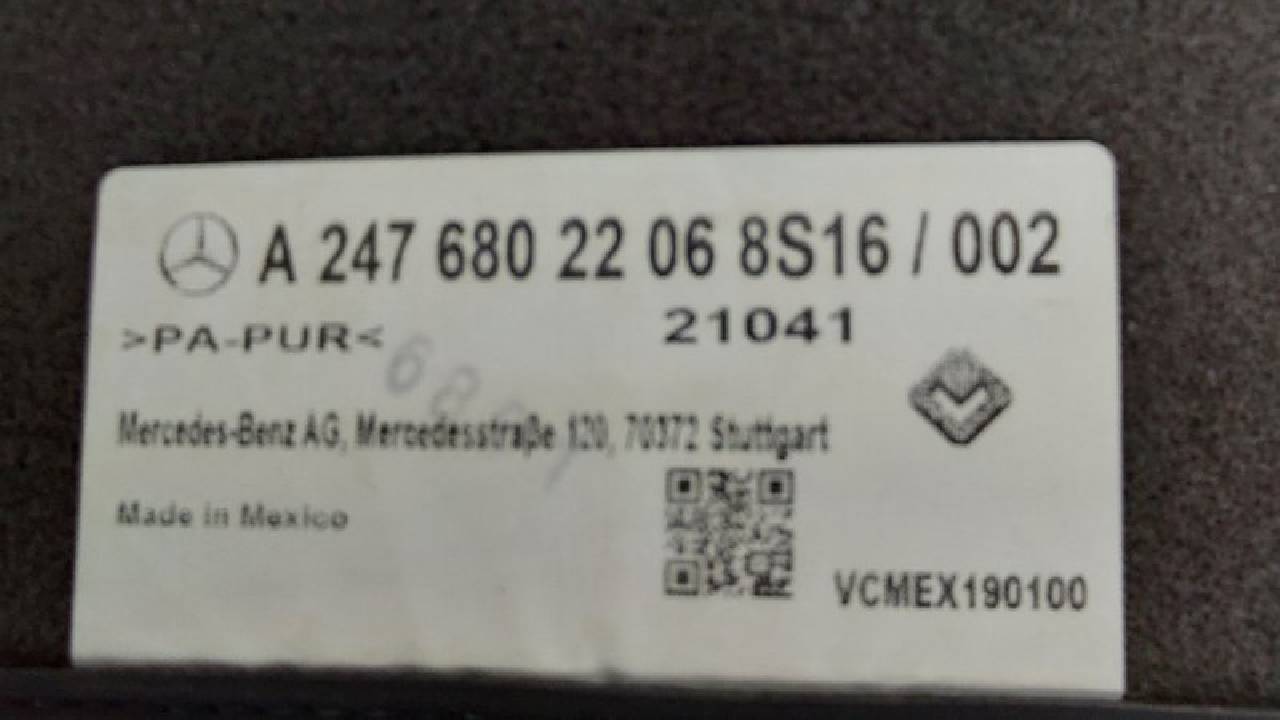 A 247 680 22 06 8S16 / 002
>PA-PUR<
21041
Mercedes-Benz AG, Mercedesstraße 120, 70372 Stuttgart
Made in Mexico
VCMEX190100